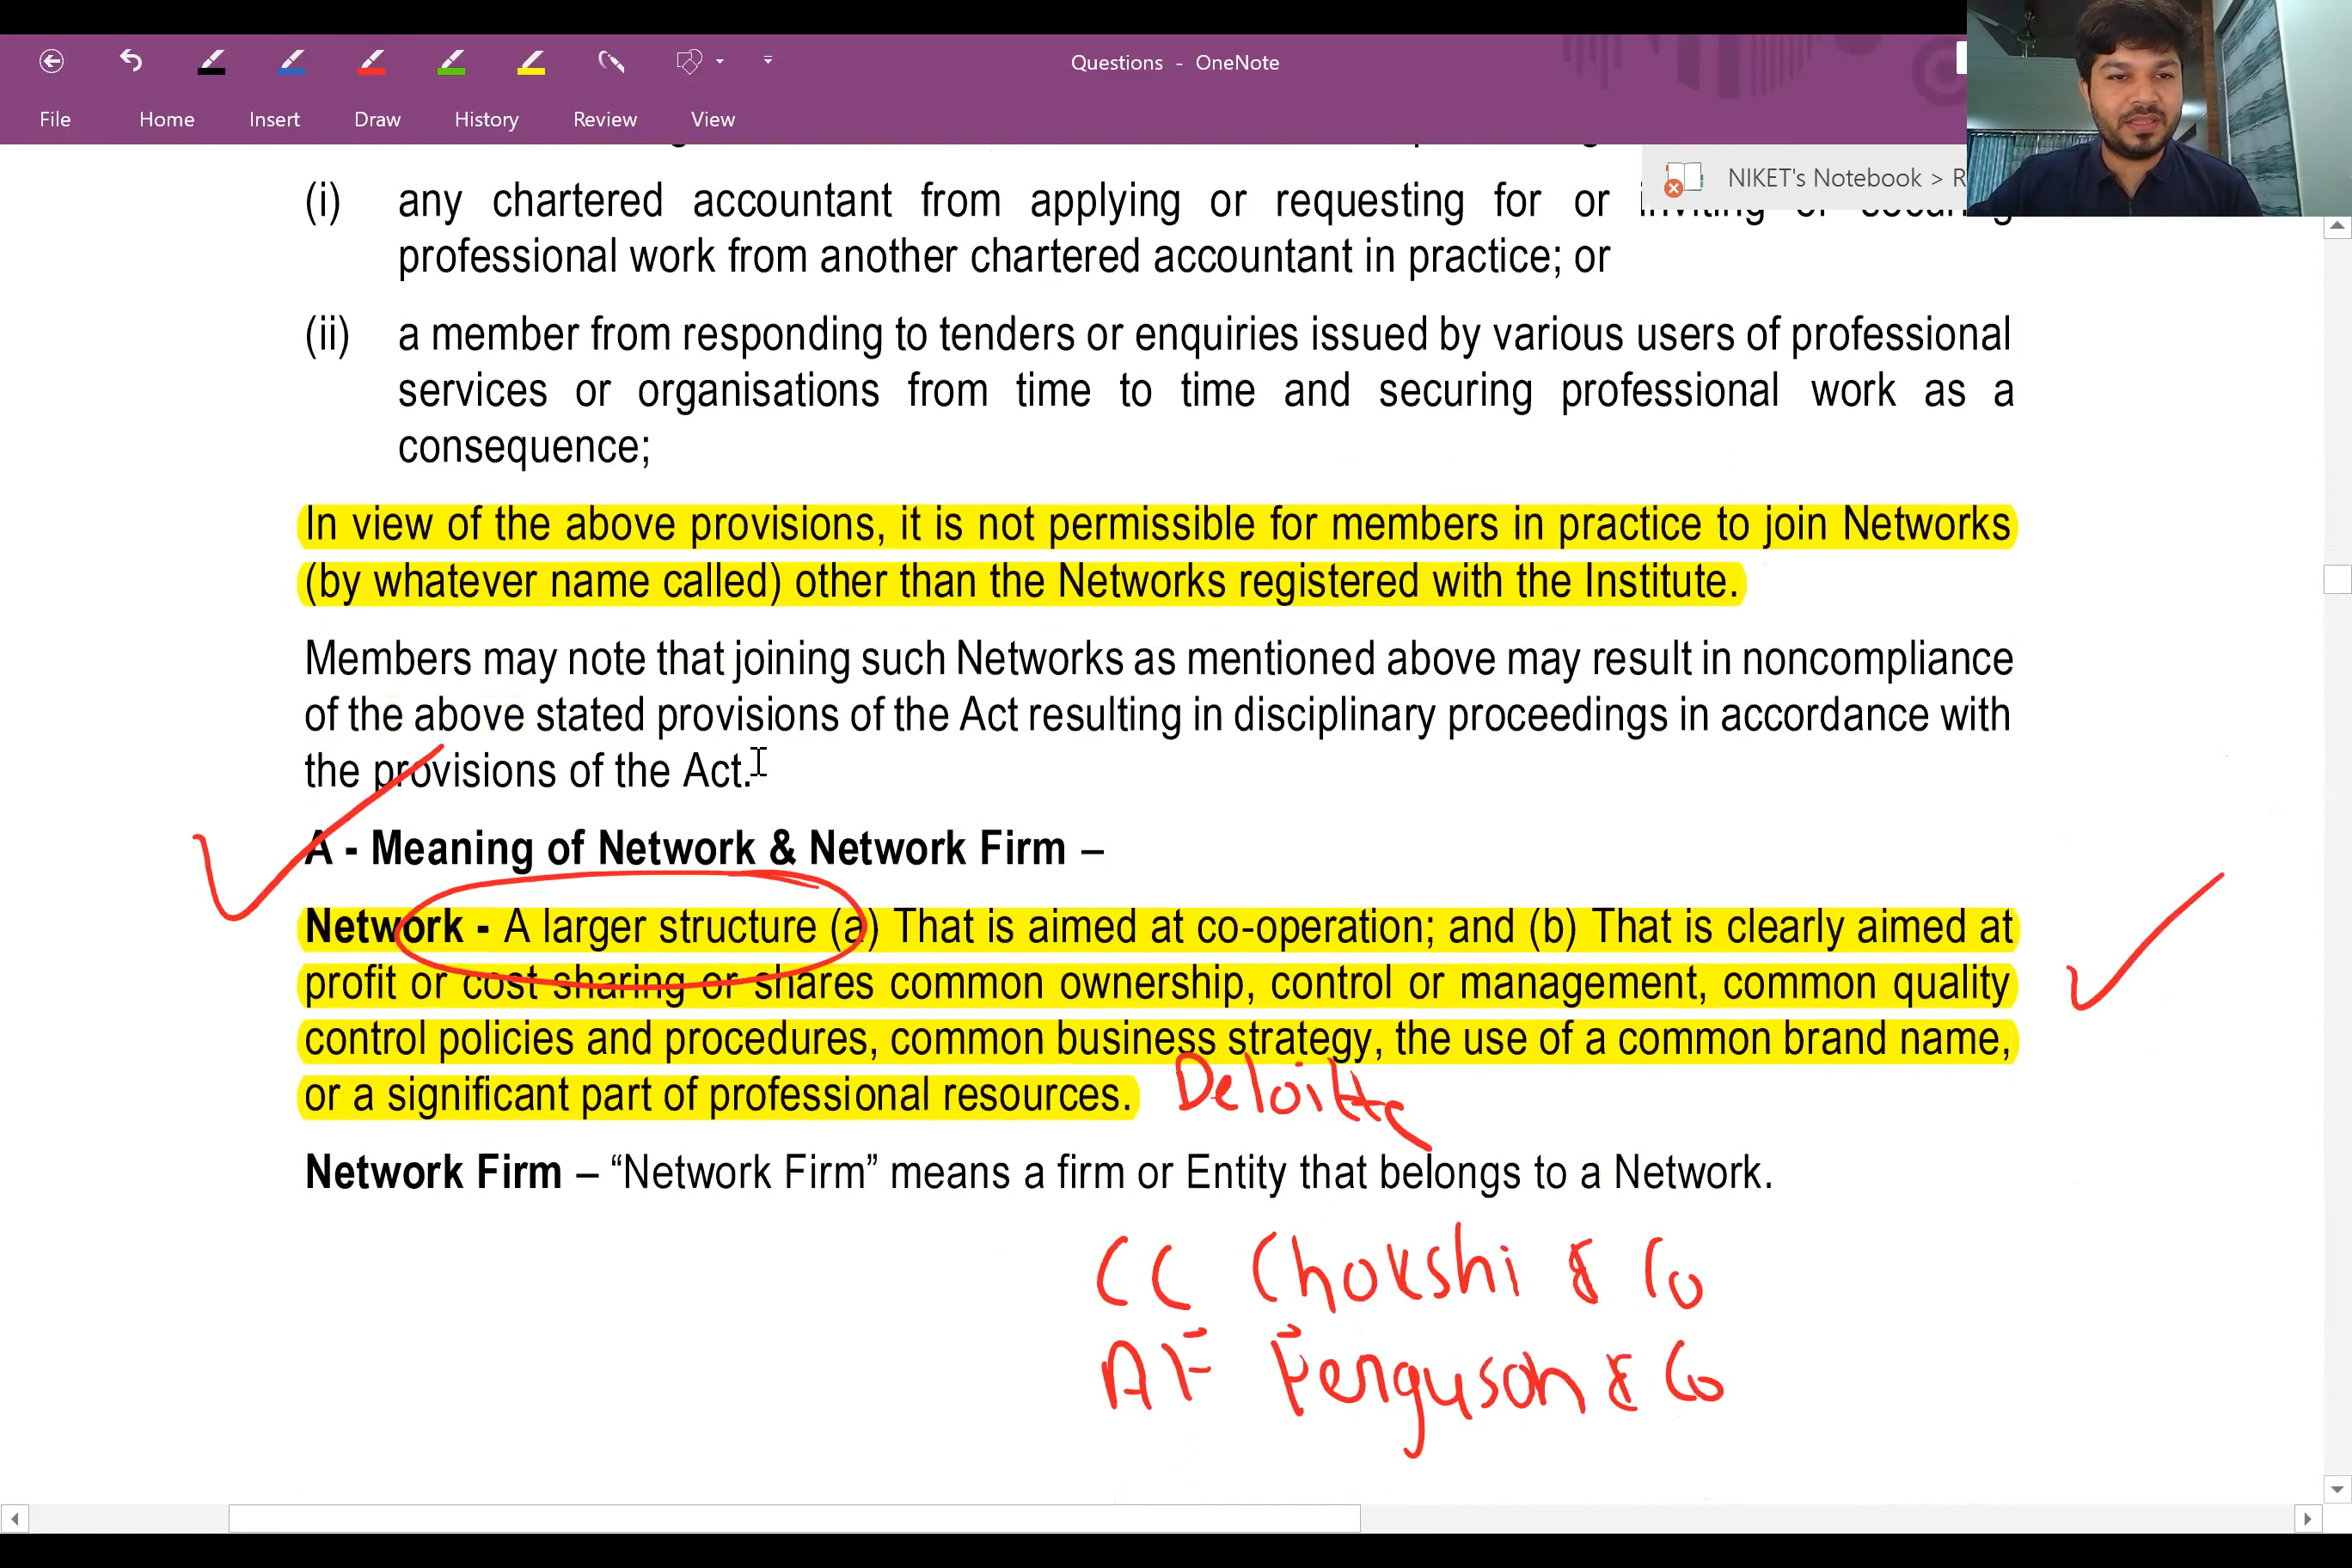 Questions - OneNote
File Home Insert Draw History Review View
NIKET's Notebook > R
(i) any chartered accountant from applying or requesting for or inviting or securing
professional work from another chartered accountant in practice; or
(ii) a member from responding to tenders or enquiries issued by various users of professional
services or organisations from time to time and securing professional work as a
consequence;
In view of the above provisions, it is not permissible for members in practice to join Networks
(by whatever name called) other than the Networks registered with the Institute.
Members may note that joining such Networks as mentioned above may result in noncompliance
of the above stated provisions of the Act resulting in disciplinary proceedings in accordance with
the provisions of the Act.
A - Meaning of Network & Network Firm –
Network - A larger structure (a) That is aimed at co-operation; and (b) That is clearly aimed at
profit or cost sharing or shares common ownership, control or management, common quality
control policies and procedures, common business strategy, the use of a common brand name,
or a significant part of professional resources. Deloitte
Network Firm – “Network Firm” means a firm or Entity that belongs to a Network.
CC Chokshi & Co
AF Ferguson & Co